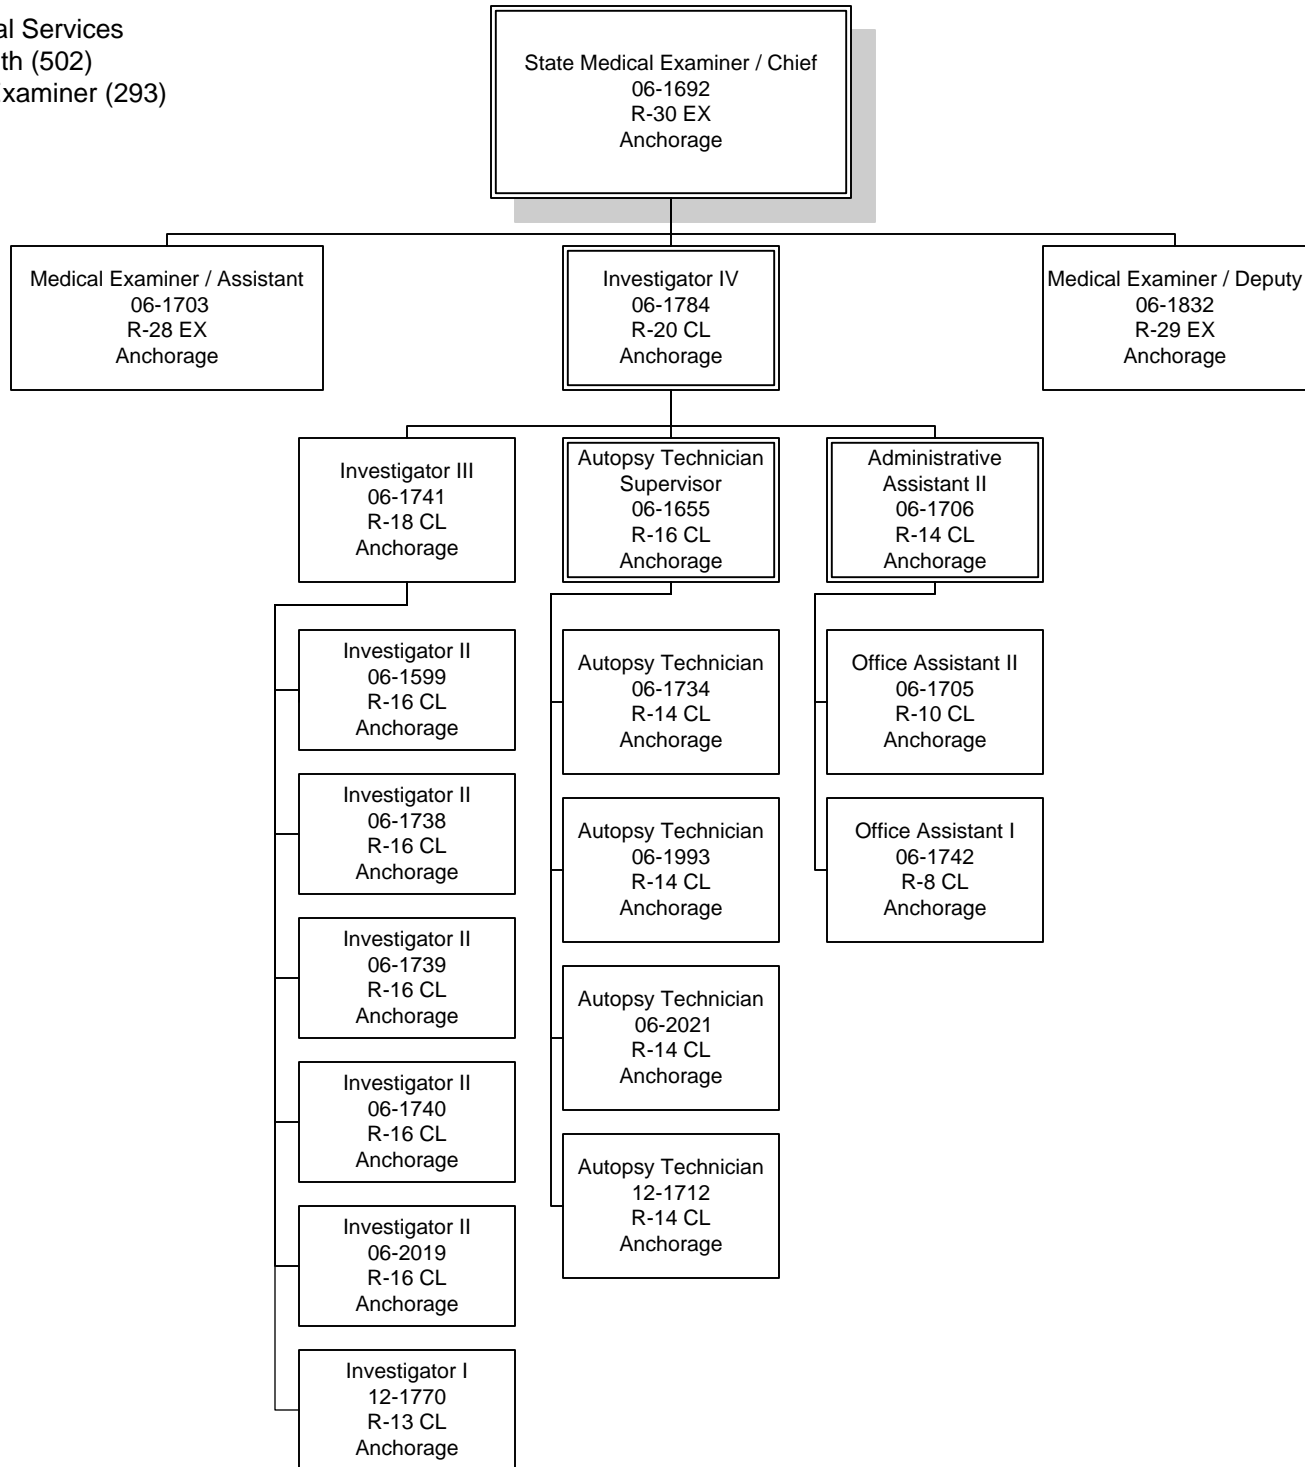 al Services
th (502)
Examiner (293)
State Medical Examiner / Chief
06-1692
R-30 EX
Anchorage
Medical Examiner / Assistant
06-1703
R-28 EX
Anchorage
Investigator IV
06-1784
R-20 CL
Anchorage
Medical Examiner / Deputy
06-1832
R-29 EX
Anchorage
Investigator III
06-1741
R-18 CL
Anchorage
Autopsy Technician
Supervisor
06-1655
R-16 CL
Anchorage
Administrative
Assistant II
06-1706
R-14 CL
Anchorage
Investigator II
06-1599
R-16 CL
Anchorage
Investigator II
06-1738
R-16 CL
Anchorage
Investigator II
06-1739
R-16 CL
Anchorage
Investigator II
06-1740
R-16 CL
Anchorage
Investigator II
06-2019
R-16 CL
Anchorage
Investigator I
12-1770
R-13 CL
Anchorage
Autopsy Technician
06-1734
R-14 CL
Anchorage
Autopsy Technician
06-1993
R-14 CL
Anchorage
Autopsy Technician
06-2021
R-14 CL
Anchorage
Autopsy Technician
12-1712
R-14 CL
Anchorage
Office Assistant II
06-1705
R-10 CL
Anchorage
Office Assistant I
06-1742
R-8 CL
Anchorage